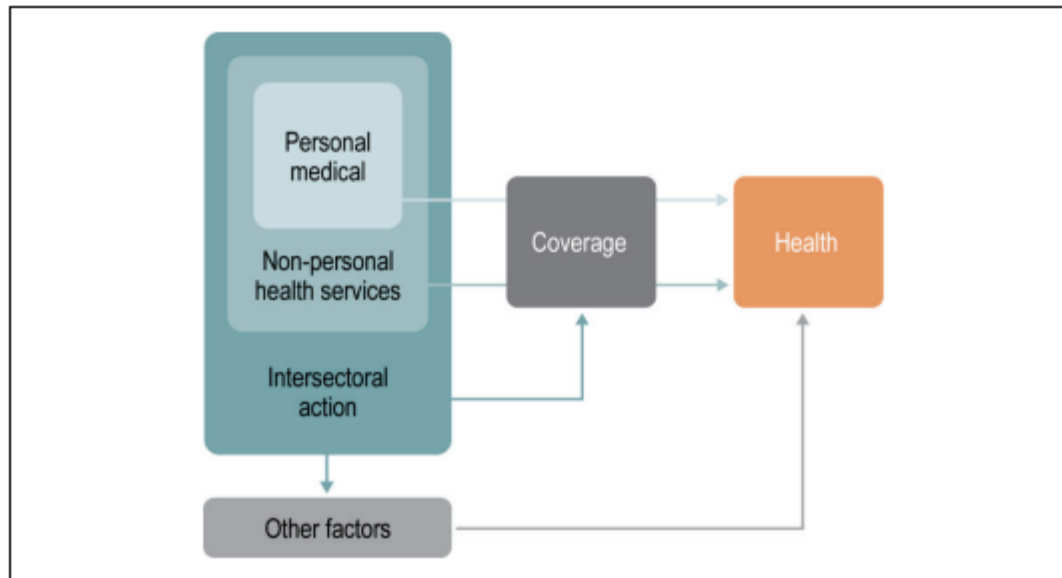 Personal
medical
Coverage
Health
Non-personal
health services
Intersectoral
action
Other factors